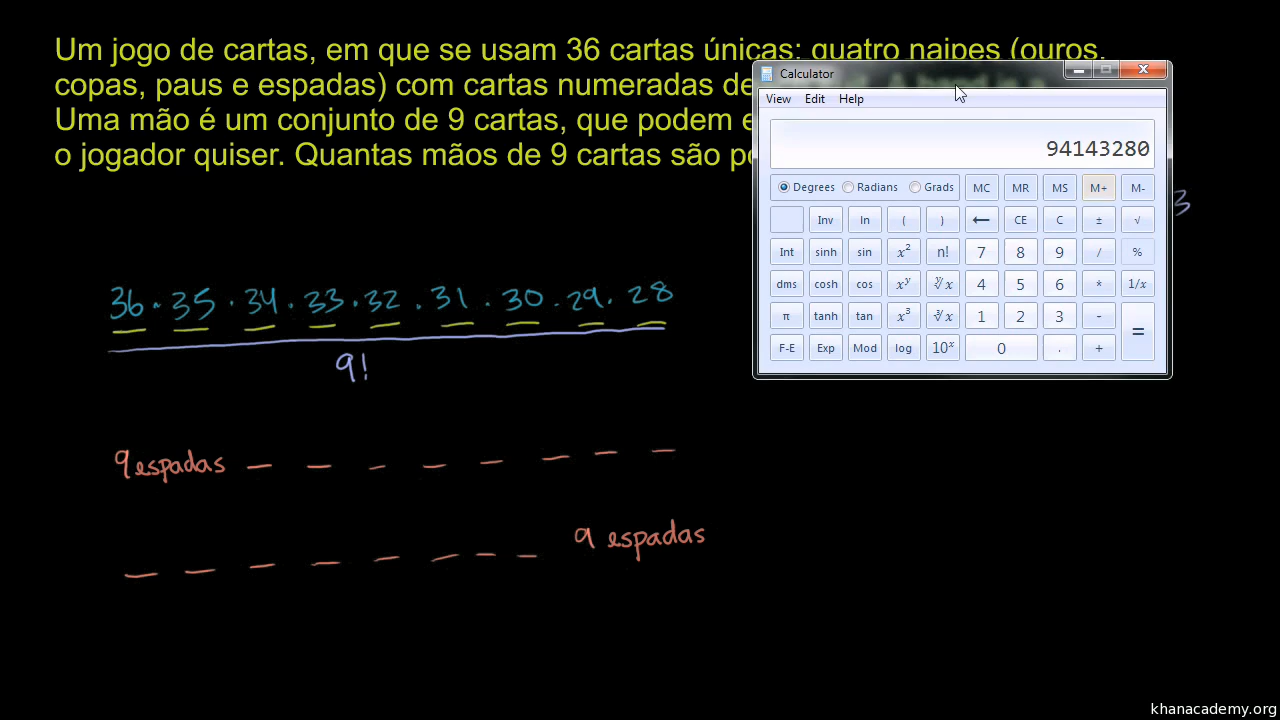 Um jogo de cartas, em que se usam 36 cartas únicas: quatro naipes (ouros,
copas, paus e espadas) com cartas numeradas de
Uma mão é um conjunto de 9 cartas, que podem
o jogador quiser. Quantas mãos de 9 cartas são
Calculator
View Edit Help
94143280
Degrees Radians Grads MC MR MS M+ M-
Inv ln ( ) ← CE C ± √
Int sinh sin x² n! 7 8 9 / %
dms cosh cos xʸ ʸ√x 4 5 6 * 1/x
π tanh tan x³ ³√x 1 2 3 - =
F-E Exp Mod log 10ˣ 0 . +
3
36 · 35 · 34 · 33 · 32 · 31 · 30 · 29 · 28
9!
9 espadas
9 espadas
khanacademy.org